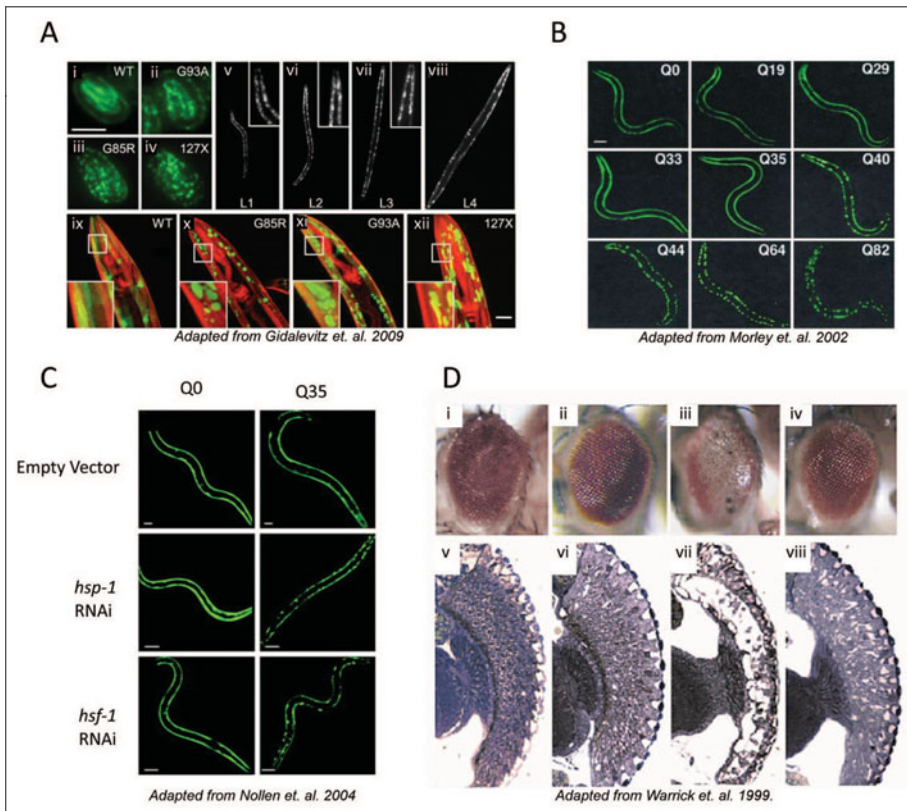 A
i WT
ii G93A
iii G85R
iv 127X
v L1
vi L2
vii L3
viii L4
ix WT
x G85R
xi G93A
xii 127X
Adapted from Gidalevitz et. al. 2009
B
Q0 Q19 Q29
Q33 Q35 Q40
Q44 Q64 Q82
Adapted from Morley et. al. 2002
C
Q0 Q35
Empty Vector
hsp-1
RNAi
hsf-1
RNAi
Adapted from Nollen et. al. 2004
D
i ii iii iv
v vi vii viii
Adapted from Warrick et. al. 1999.